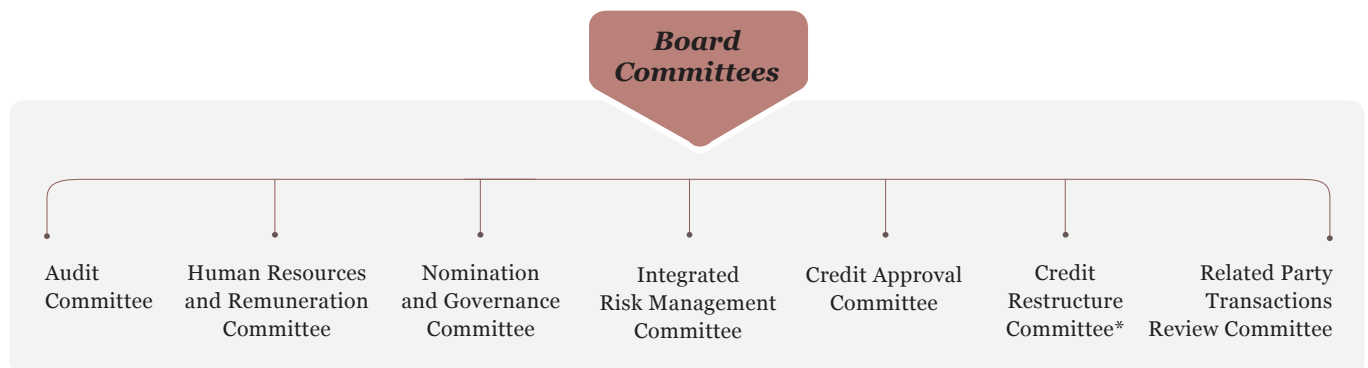 Board
Committees
Audit
Committee
Human Resources
and Remuneration
Committee
Nomination
and Governance
Committee
Integrated
Risk Management
Committee
Credit Approval
Committee
Credit
Restructure
Committee*
Related Party
Transactions
Review Committee